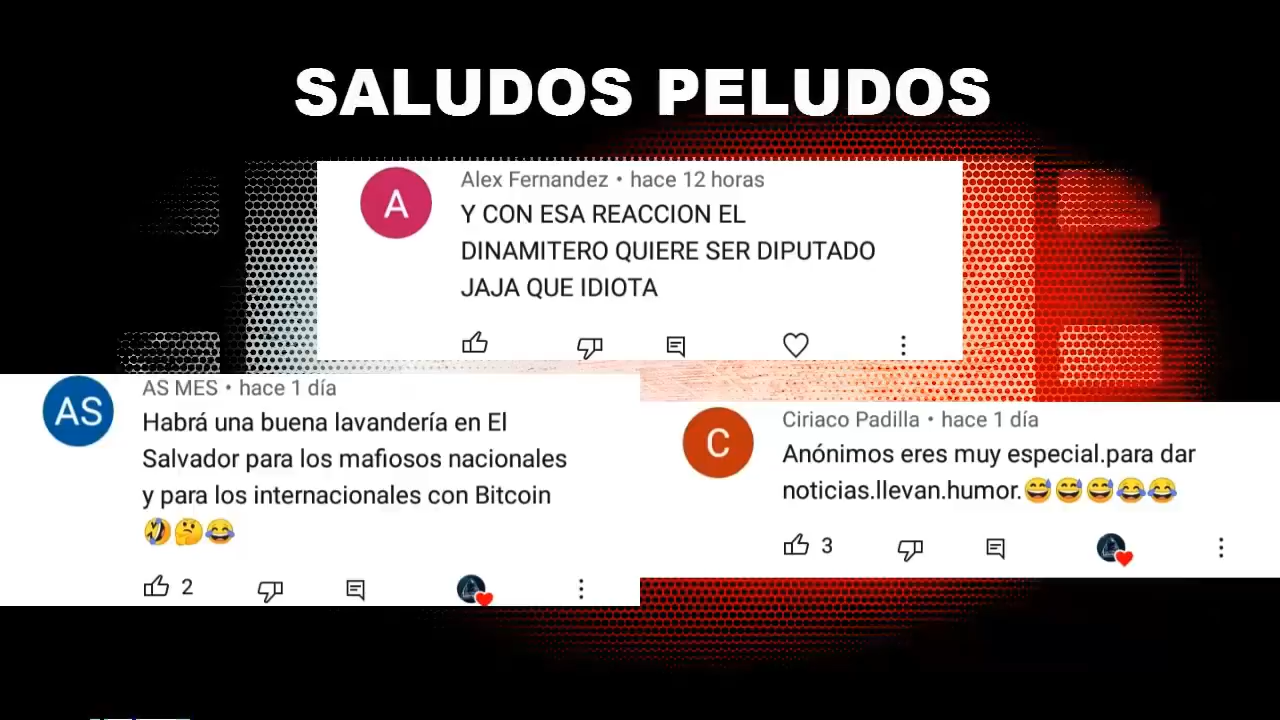 SALUDOS PELUDOS
A
Alex Fernandez • hace 12 horas
Y CON ESA REACCION EL
DINAMITERO QUIERE SER DIPUTADO
JAJA QUE IDIOTA
AS
AS MES • hace 1 día
Habrá una buena lavandería en El
Salvador para los mafiosos nacionales
y para los internacionales con Bitcoin
🤣🤔😂
2
C
Ciriaco Padilla • hace 1 día
Anónimos eres muy especial.para dar
noticias.llevan.humor.😅😅😅😂😂
3